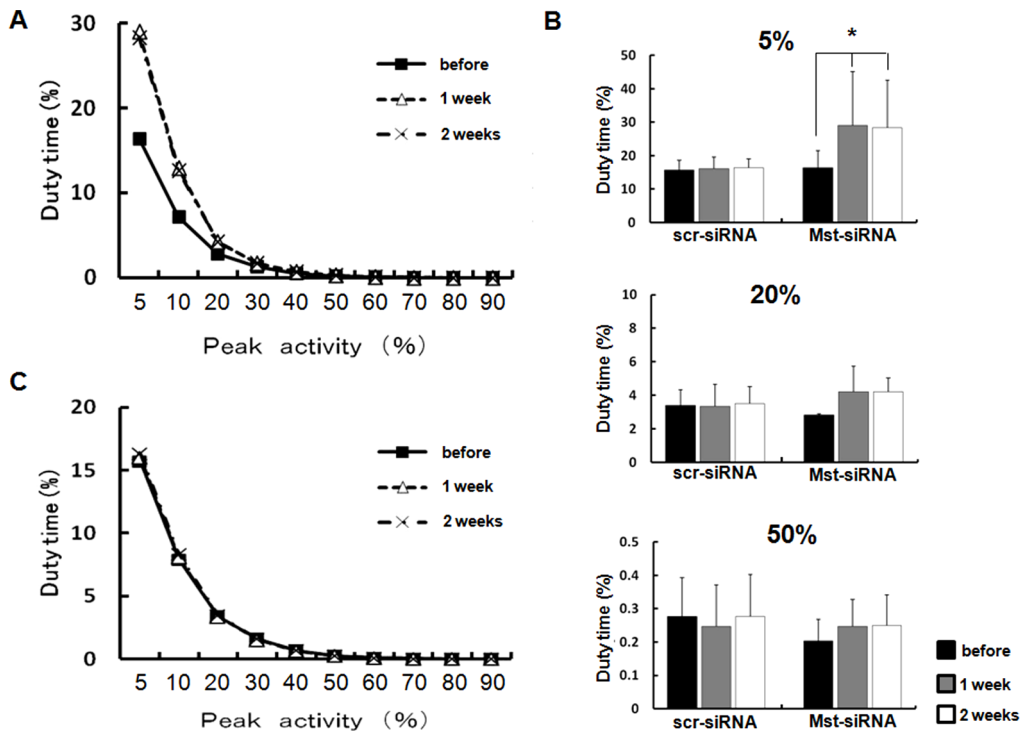 A
30
20
10
0
Duty time (%)
before
1 week
2 weeks
5 10 20 30 40 50 60 70 80 90
Peak activity (%)
B
5%
*
50
40
30
20
10
0
Duty time (%)
scr-siRNA Mst-siRNA
20%
10
8
6
4
2
0
Duty time (%)
scr-siRNA Mst-siRNA
50%
0.5
0.4
0.3
0.2
0.1
0
Duty time (%)
scr-siRNA Mst-siRNA
before
1 week
2 weeks
C
20
15
10
5
0
Duty time (%)
before
1 week
2 weeks
5 10 20 30 40 50 60 70 80 90
Peak activity (%)